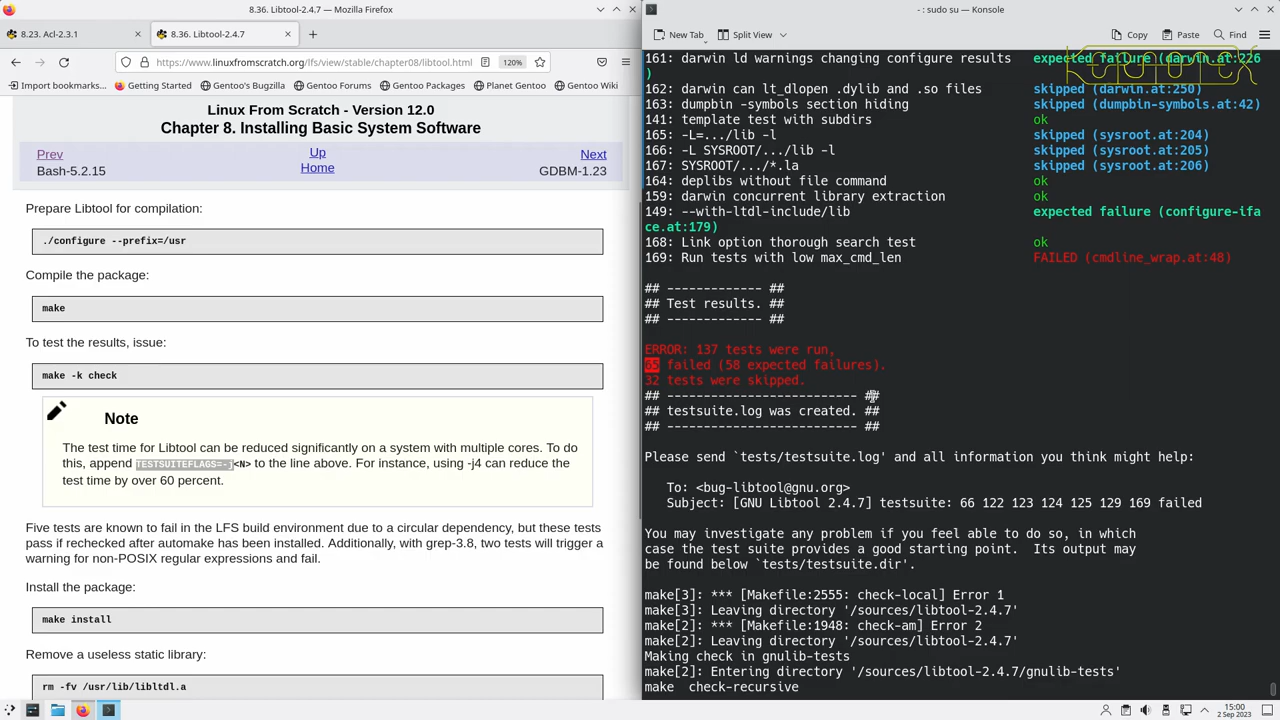 8.36. Libtool-2.4.7 — Mozilla Firefox
8.23. Acl-2.3.1
8.36. Libtool-2.4.7
https://www.linuxfromscratch.org/lfs/view/stable/chapter08/libtool.html
120%
Import bookmarks...
Getting Started
Gentoo's Bugzilla
Gentoo Forums
Gentoo Packages
Planet Gentoo
Gentoo Wiki
Linux From Scratch - Version 12.0
Chapter 8. Installing Basic System Software
Prev
Up
Next
Bash-5.2.15
Home
GDBM-1.23
Prepare Libtool for compilation:
./configure --prefix=/usr
Compile the package:
make
To test the results, issue:
make -k check
Note
The test time for Libtool can be reduced significantly on a system with multiple cores. To do
this, append TESTSUITEFLAGS=-j<N> to the line above. For instance, using -j4 can reduce the
test time by over 60 percent.
Five tests are known to fail in the LFS build environment due to a circular dependency, but these tests
pass if rechecked after automake has been installed. Additionally, with grep-3.8, two tests will trigger a
warning for non-POSIX regular expressions and fail.
Install the package:
make install
Remove a useless static library:
rm -fv /usr/lib/libltdl.a
- : sudo su — Konsole
New Tab
Split View
Copy
Paste
Find
161: darwin ld warnings changing configure results expected failure (darwin.at:226
)
162: darwin can lt_dlopen .dylib and .so files skipped (darwin.at:250)
163: dumpbin -symbols section hiding skipped (dumpbin-symbols.at:42)
141: template test with subdirs ok
165: -L=.../lib -l skipped (sysroot.at:204)
166: -L SYSROOT/.../lib -l skipped (sysroot.at:205)
167: SYSROOT/.../*.la skipped (sysroot.at:206)
164: deplibs without file command ok
159: darwin concurrent library extraction ok
149: --with-ltdl-include/lib expected failure (configure-ifa
ce.at:179)
168: Link option thorough search test ok
169: Run tests with low max_cmd_len FAILED (cmdline_wrap.at:48)
## ------------- ##
## Test results. ##
## ------------- ##
ERROR: 137 tests were run,
65 failed (58 expected failures).
32 tests were skipped.
## -------------------------- ##
## testsuite.log was created. ##
## -------------------------- ##
Please send `tests/testsuite.log' and all information you think might help:
To: <bug-libtool@gnu.org>
Subject: [GNU Libtool 2.4.7] testsuite: 66 122 123 124 125 129 169 failed
You may investigate any problem if you feel able to do so, in which
case the test suite provides a good starting point.  Its output may
be found below `tests/testsuite.dir'.
make[3]: *** [Makefile:2555: check-local] Error 1
make[3]: Leaving directory '/sources/libtool-2.4.7'
make[2]: *** [Makefile:1948: check-am] Error 2
make[2]: Leaving directory '/sources/libtool-2.4.7'
Making check in gnulib-tests
make[2]: Entering directory '/sources/libtool-2.4.7/gnulib-tests'
make  check-recursive
15:00
2 Sep 2023